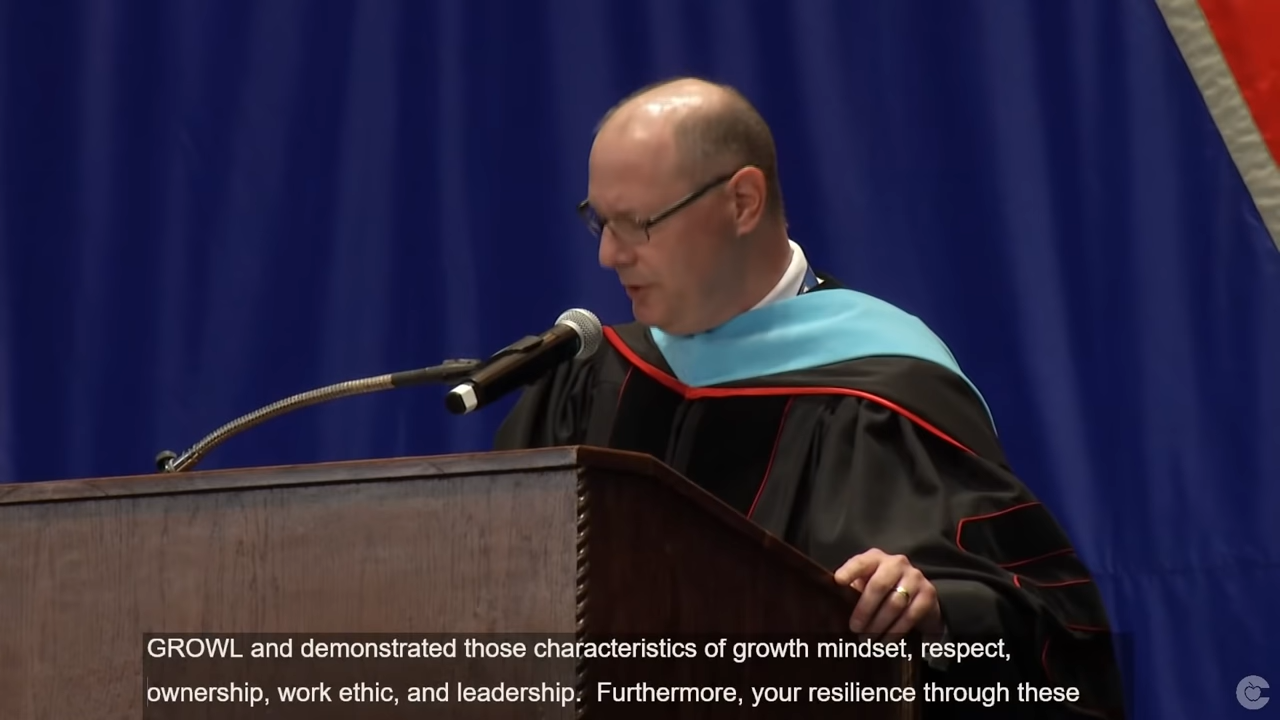 GROWL and demonstrated those characteristics of growth mindset, respect,
ownership, work ethic, and leadership.  Furthermore, your resilience through these